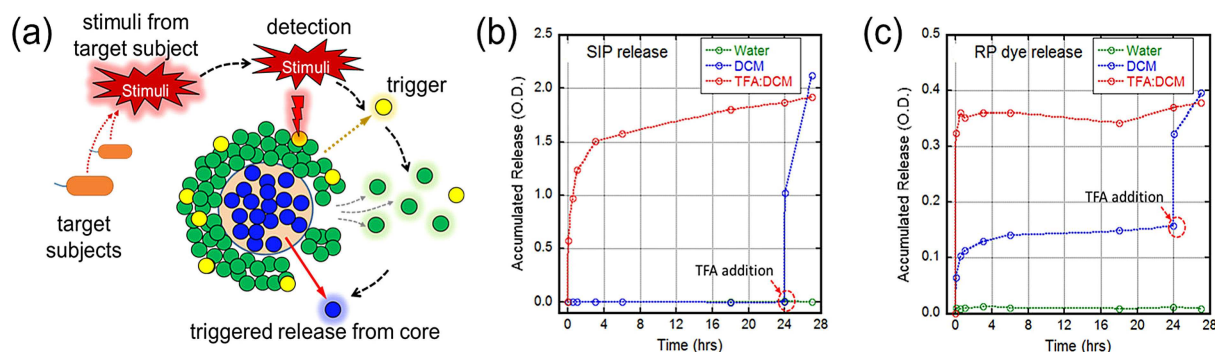 (a)
stimuli from
target subject
Stimuli
detection
Stimuli
trigger
target
subjects
triggered release from core
(b)
SIP release
Water
DCM
TFA:DCM
Accumulated Release (O.D.)
2.5
2.0
1.5
1.0
0.5
0.0
TFA addition
0 4 8 12 16 20 24 28
Time (hrs)
(c)
RP dye release
Water
DCM
TFA:DCM
Accumulated Release (O.D.)
0.5
0.4
0.3
0.2
0.1
0.0
TFA addition
0 4 8 12 16 20 24 28
Time (hrs)